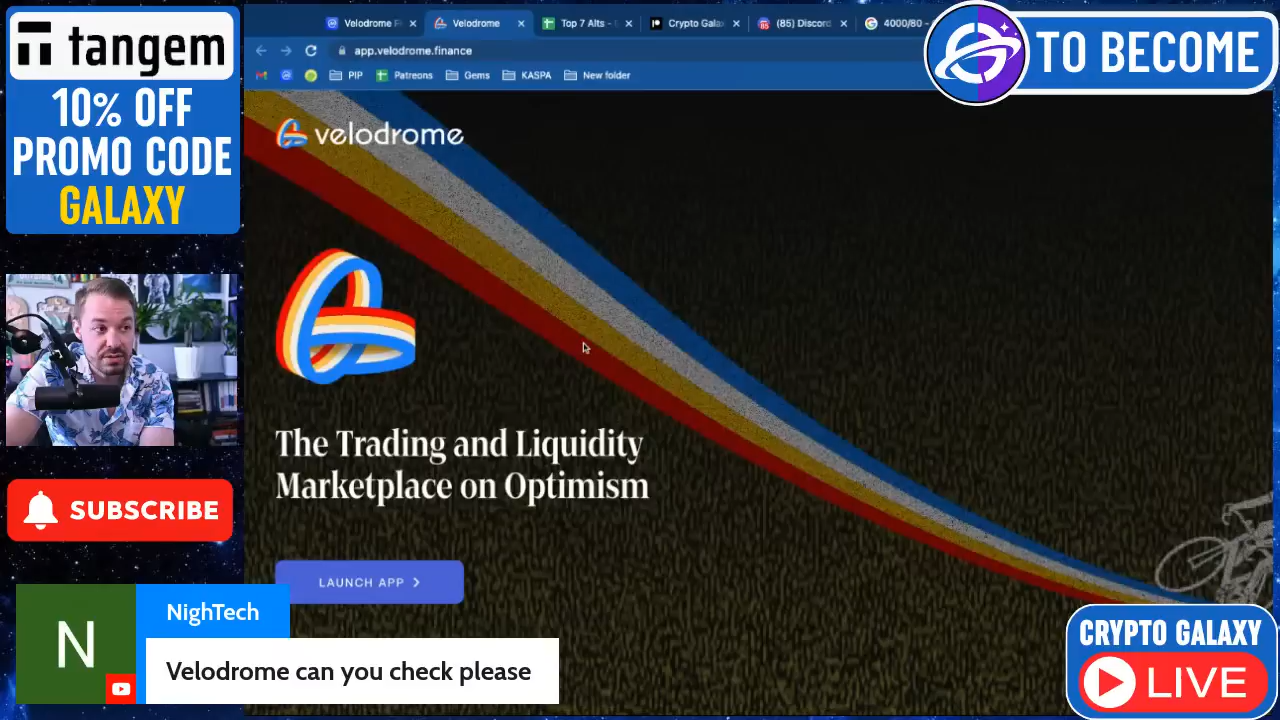 tangem
10% OFF
PROMO CODE
GALAXY
SUBSCRIBE
Velodrome
Velodrome
Top 7 Alts -
Crypto Gala
(85) Discord
4000/80 -
app.velodrome.finance
PIP
Patreons
Gems
KASPA
New folder
TO BECOME
velodrome
The Trading and Liquidity
Marketplace on Optimism
LAUNCH APP
N
NighTech
Velodrome can you check please
CRYPTO GALAXY
LIVE